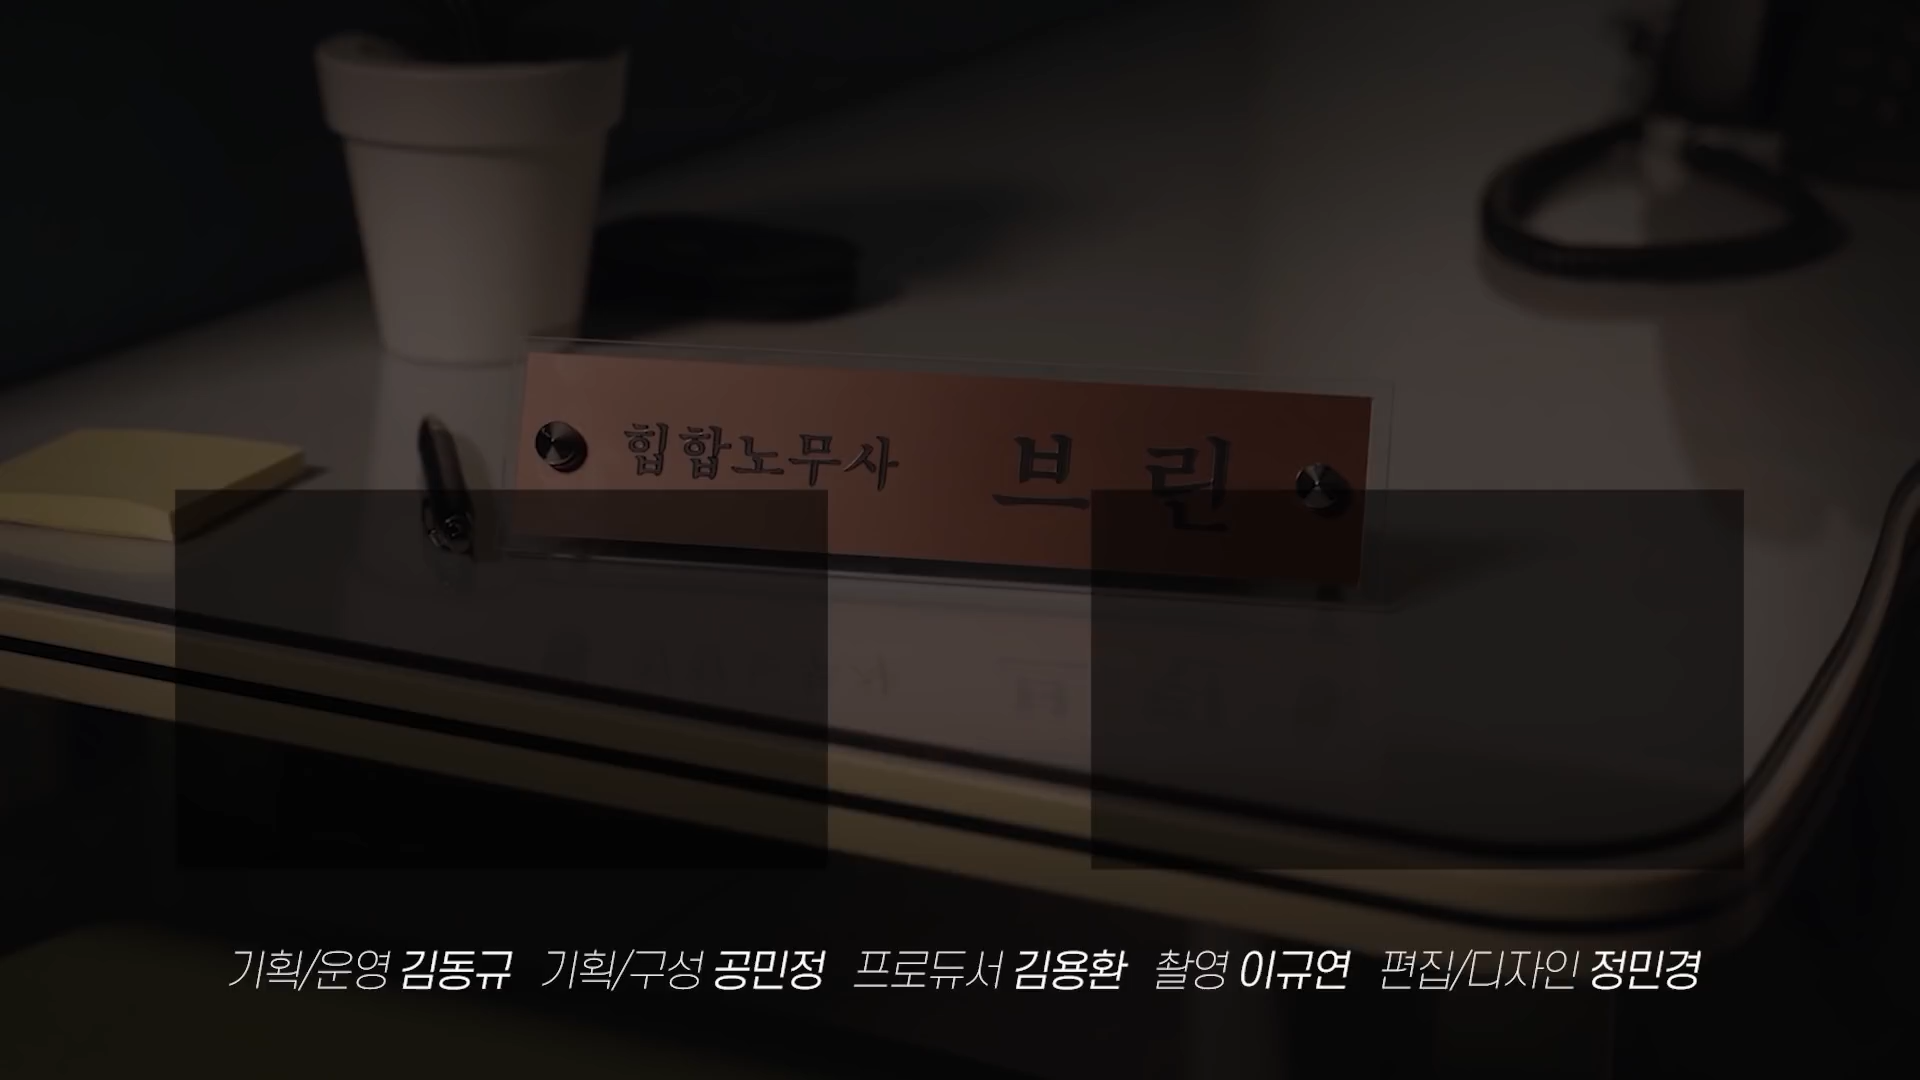 힙합노무사 브린
기획/운영 김동규 기획/구성 공민정 프로듀서 김용환 촬영 이규연 편집/디자인 정민경